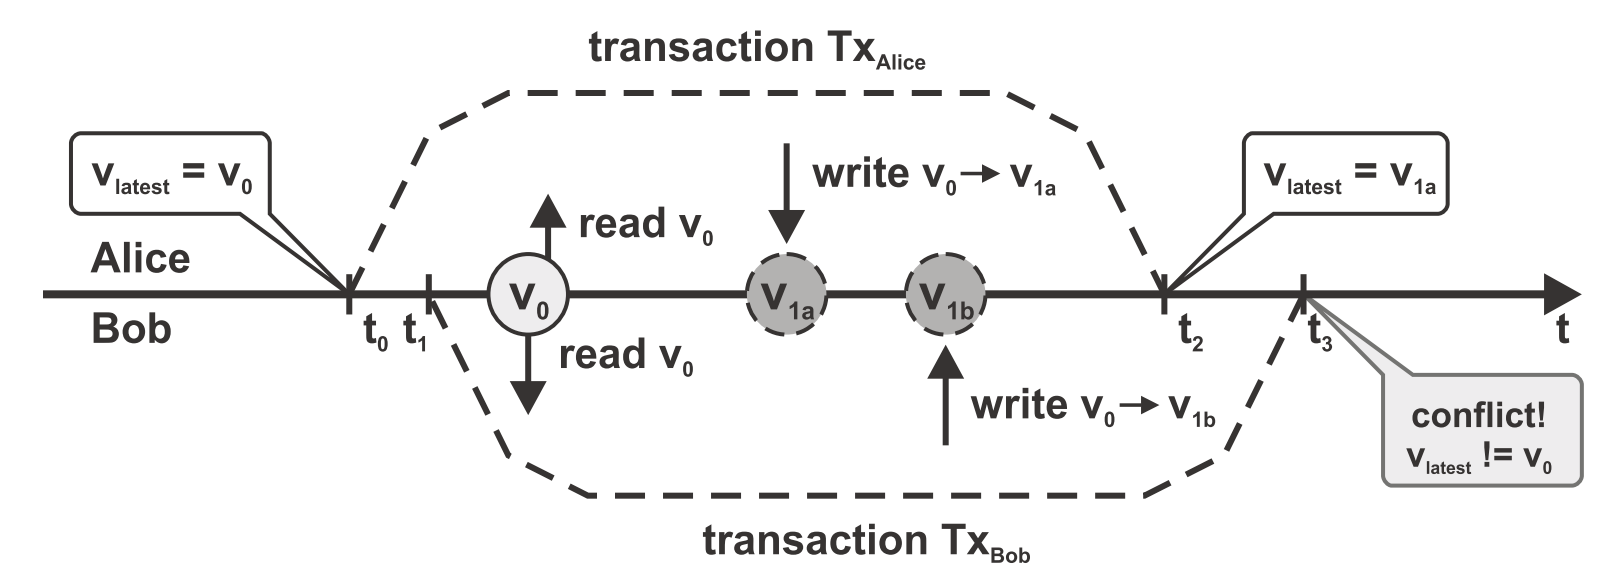 transaction Tx_Alice
v_latest = v_0
write v_0 → v_1a
v_latest = v_1a
read v_0
Alice
v_0
v_1a
v_1b
Bob
t_0
t_1
t_2
t_3
t
read v_0
write v_0 → v_1b
conflict!
v_latest != v_0
transaction Tx_Bob